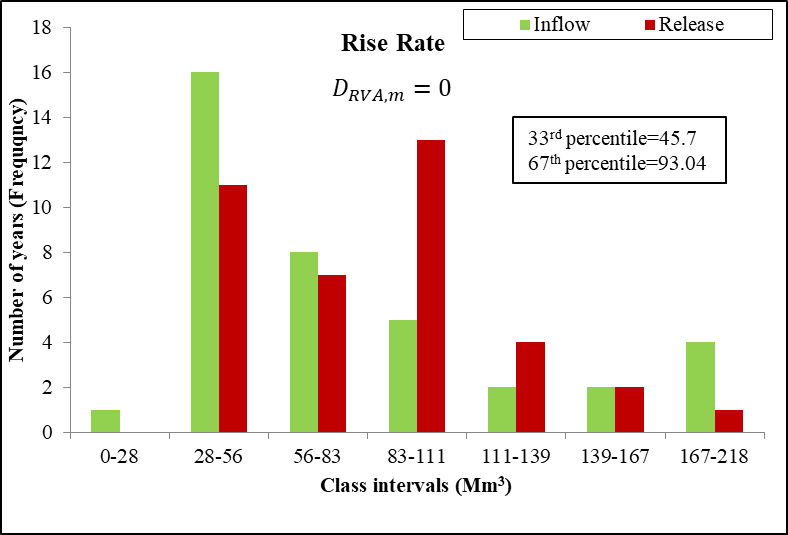 Inflow Release
Rise Rate
𝐷𝑅𝑉𝐴,𝑚 = 0
33rd percentile=45.7
67th percentile=93.04
Number of years (Frequqncy)
18
16
14
12
10
8
6
4
2
0
0-28 28-56 56-83 83-111 111-139 139-167 167-218
Class intervals (Mm³)